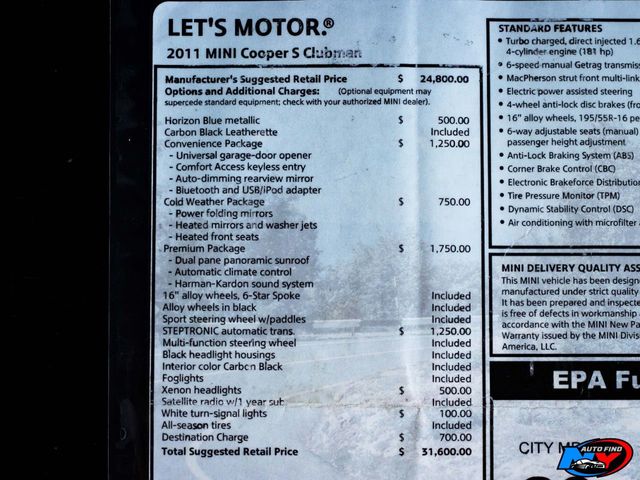 LET'S MOTOR.®
2011 MINI Cooper S Clubman
Manufacturer's Suggested Retail Price $ 24,800.00
Options and Additional Charges: (Optional equipment may
supercede standard equipment; check with your authorized MINI dealer).
Horizon Blue metallic $ 500.00
Carbon Black Leatherette Included
Convenience Package $ 1,250.00
- Universal garage-door opener
- Comfort Access keyless entry
- Auto-dimming rearview mirror
- Bluetooth and USB/iPod adapter
Cold Weather Package $ 750.00
- Power folding mirrors
- Heated mirrors and washer jets
- Heated front seats
Premium Package $ 1,750.00
- Dual pane panoramic sunroof
- Automatic climate control
- Harman-Kardon sound system
16" alloy wheels, 6-Star Spoke Included
Alloy wheels in black Included
Sport steering wheel w/paddles Included
STEPTRONIC automatic trans. $ 1,250.00
Multi-function steering wheel Included
Black headlight housings Included
Interior color Carbon Black Included
Foglights Included
Xenon headlights $ 500.00
Satellite radio w/1 year sub Included
White turn-signal lights $ 100.00
All-season tires Included
Destination Charge $ 700.00
Total Suggested Retail Price $ 31,600.00
STANDARD FEATURES
• Turbo charged, direct injected 1.6
4-cylinder engine (181 hp)
• 6-speed manual Getrag transmiss
• MacPherson strut front multi-link
• Electric power assisted steering
• 4-wheel anti-lock disc brakes (fro
• 16" alloy wheels, 195/55R-16 pe
• 6-way adjustable seats (manual)
passenger height adjustment
• Anti-Lock Braking System (ABS)
• Corner Brake Control (CBC)
• Electronic Brakeforce Distributio
• Tire Pressure Monitor (TPM)
• Dynamic Stability Control (DSC)
• Air conditioning with microfilter
MINI DELIVERY QUALITY ASS
This MINI vehicle has been design
manufactured under strict quality
It has been prepared and inspecte
is free of defects in workmanship
accordance with the MINI New Pa
Warranty issued by the MINI Divis
America, LLC.
EPA Fu
CITY MP
AUTO FIND
NY